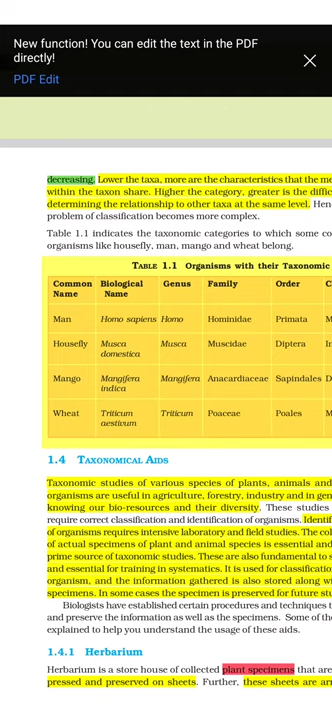 New function! You can edit the text in the PDF
directly!
PDF Edit
decreasing. Lower the taxa, more are the characteristics that the me
within the taxon share. Higher the category, greater is the diffic
determining the relationship to other taxa at the same level. Hen
problem of classification becomes more complex.
Table 1.1 indicates the taxonomic categories to which some co
organisms like housefly, man, mango and wheat belong.
TABLE 1.1 Organisms with their Taxonomic
Common Biological Genus Family Order C
Name Name
Man Homo sapiens Homo Hominidae Primata M
Housefly Musca Musca Muscidae Diptera In
domestica
Mango Mangifera Mangifera Anacardiaceae Sapindales D
indica
Wheat Triticum Triticum Poaceae Poales M
aestivum
1.4 TAXONOMICAL AIDS
Taxonomic studies of various species of plants, animals and
organisms are useful in agriculture, forestry, industry and in gen
knowing our bio-resources and their diversity. These studies
require correct classification and identification of organisms. Identif
of organisms requires intensive laboratory and field studies. The col
of actual specimens of plant and animal species is essential and
prime source of taxonomic studies. These are also fundamental to s
and essential for training in systematics. It is used for classification
organism, and the information gathered is also stored along wi
specimens. In some cases the specimen is preserved for future stu
Biologists have established certain procedures and techniques t
and preserve the information as well as the specimens. Some of the
explained to help you understand the usage of these aids.
1.4.1 Herbarium
Herbarium is a store house of collected plant specimens that are
pressed and preserved on sheets. Further, these sheets are arr